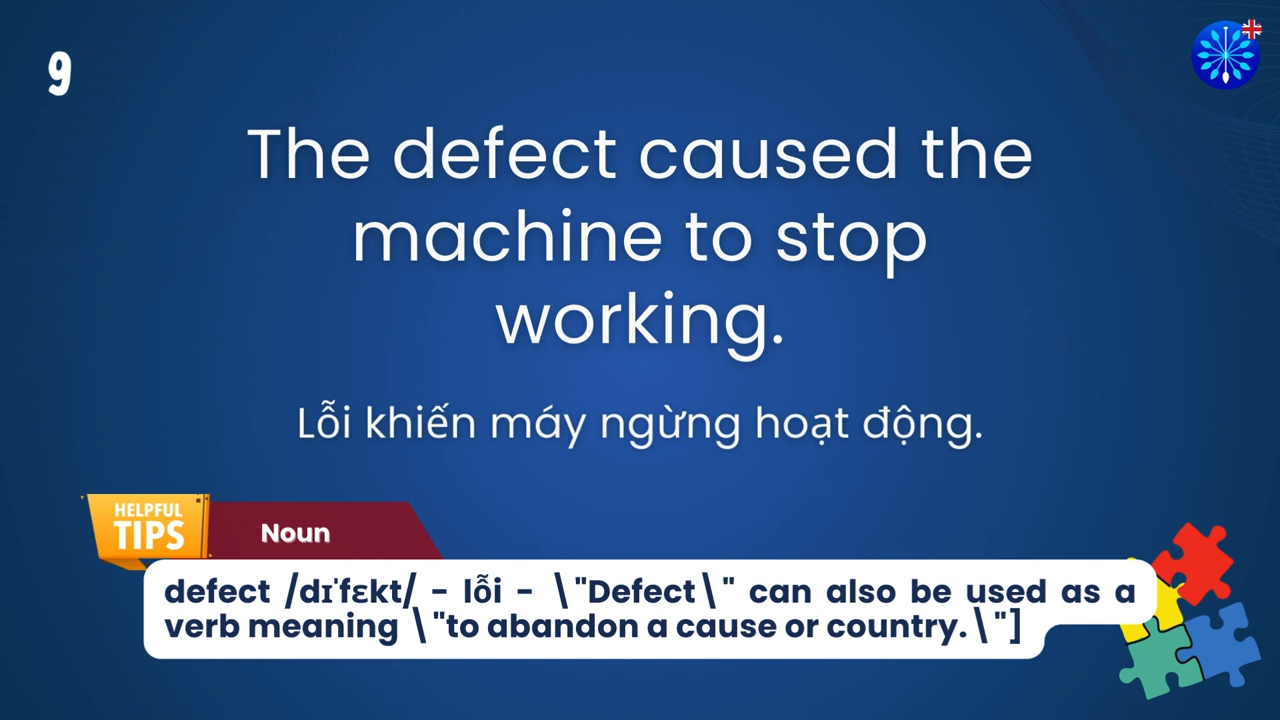 9
The defect caused the
machine to stop
working.
Lỗi khiến máy ngừng hoạt động.
HELPFUL
TIPS
Noun
defect /dɪˈfɛkt/ - lỗi - \"Defect\" can also be used as a
verb meaning \"to abandon a cause or country.\"]